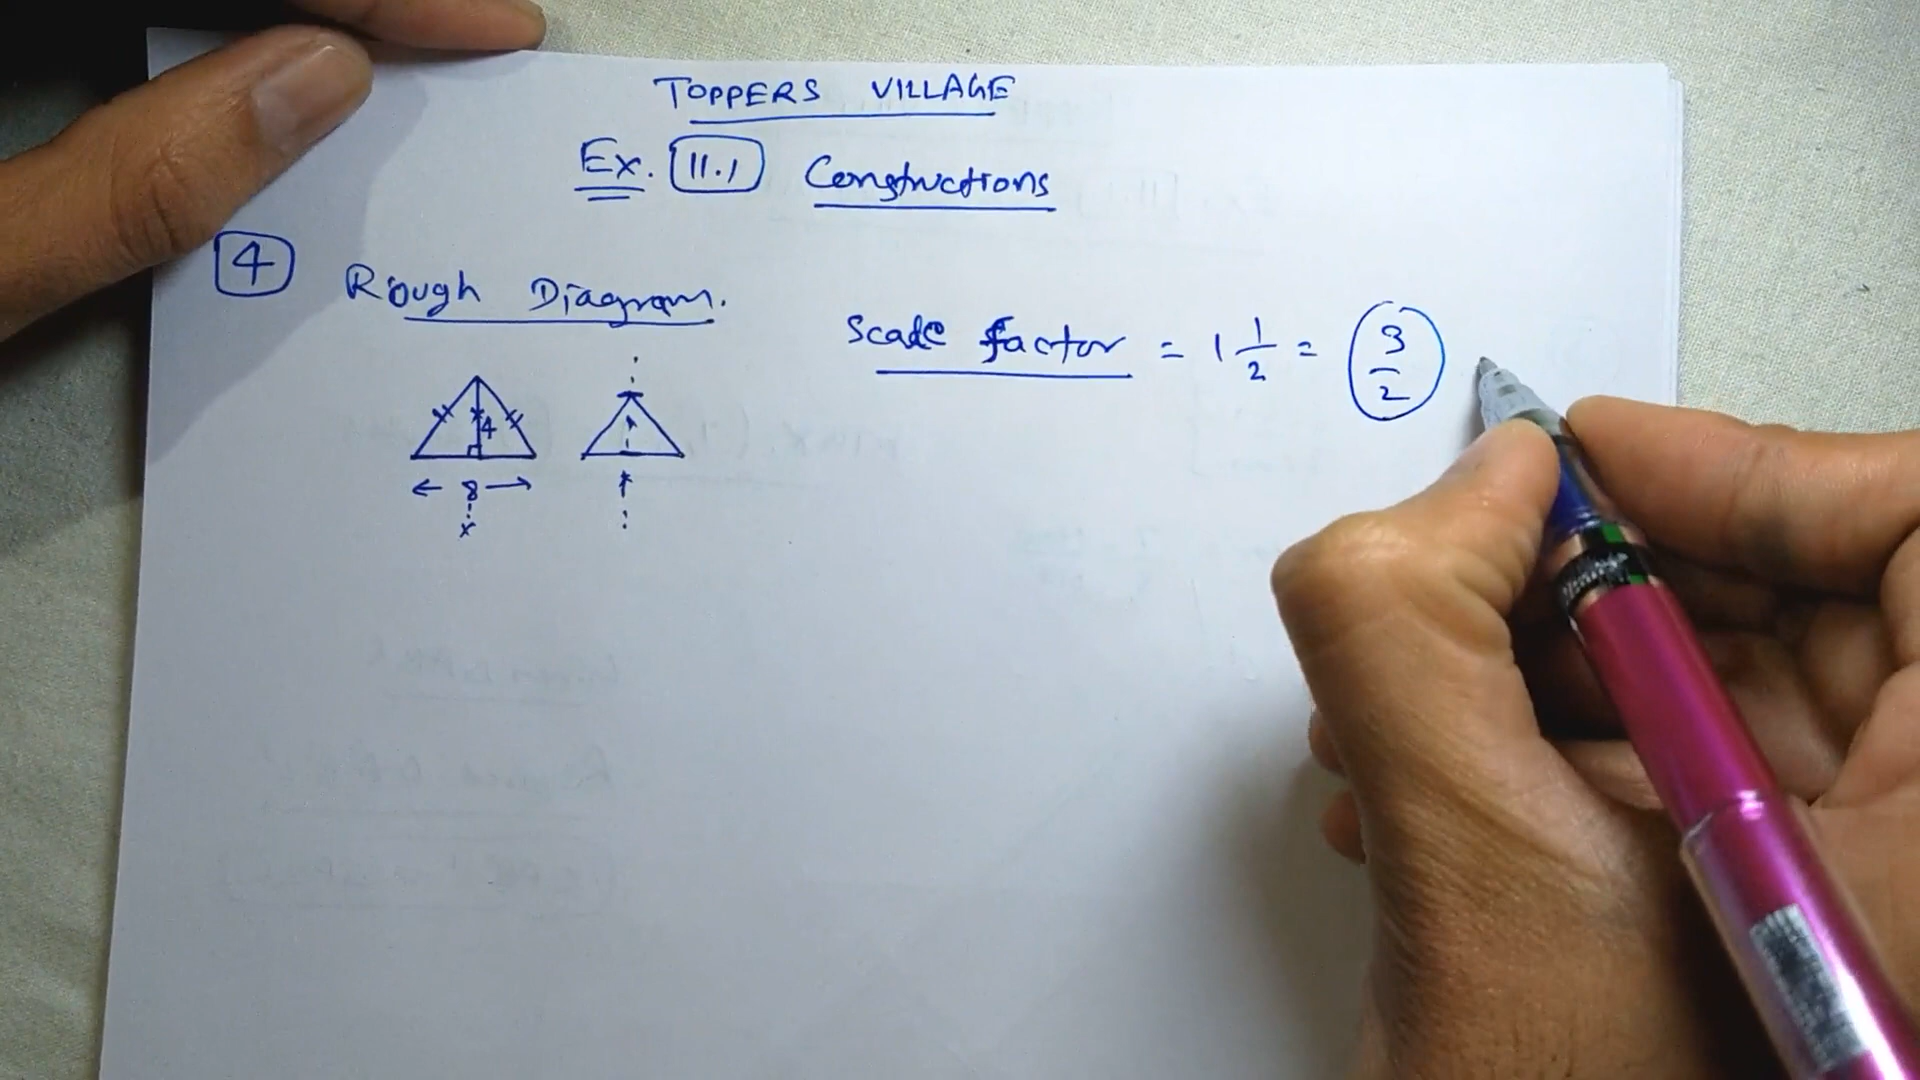 TOPPERS VILLAGE
Ex. 11.1 Constructions
4 Rough Diagram.
Scale factor = 1 1/2 = 3/2
4
8